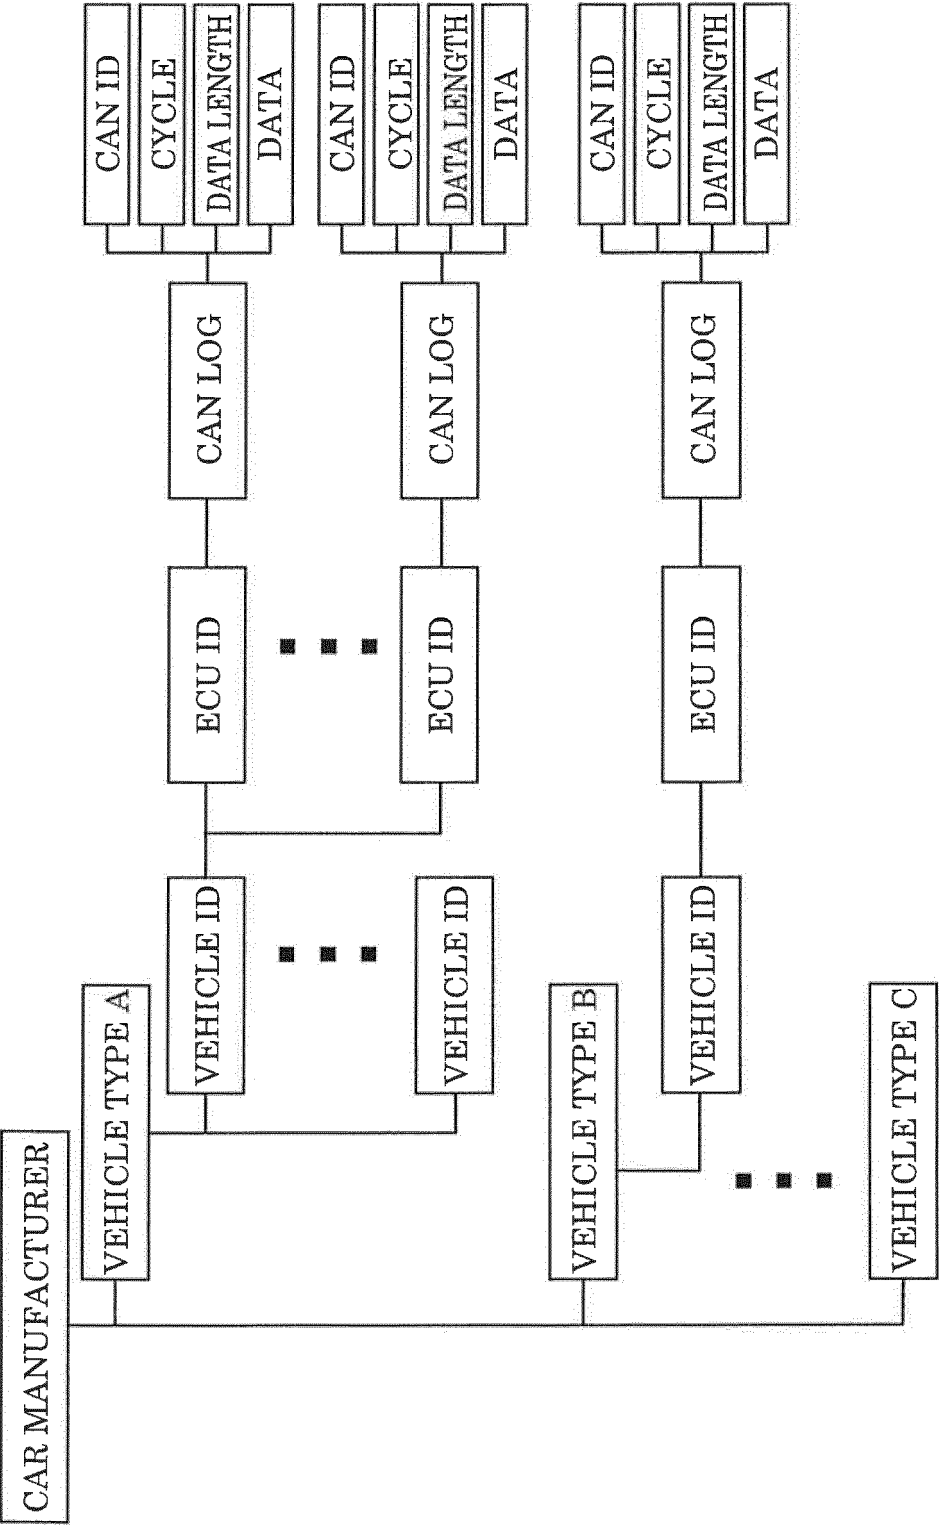 CAR MANUFACTURER
VEHICLE TYPE A
VEHICLE ID
ECU ID
CAN LOG
CAN ID
CYCLE
DATA LENGTH
DATA
ECU ID
CAN LOG
CAN ID
CYCLE
DATA LENGTH
DATA
VEHICLE ID
VEHICLE TYPE B
VEHICLE ID
ECU ID
CAN LOG
CAN ID
CYCLE
DATA LENGTH
DATA
VEHICLE TYPE C